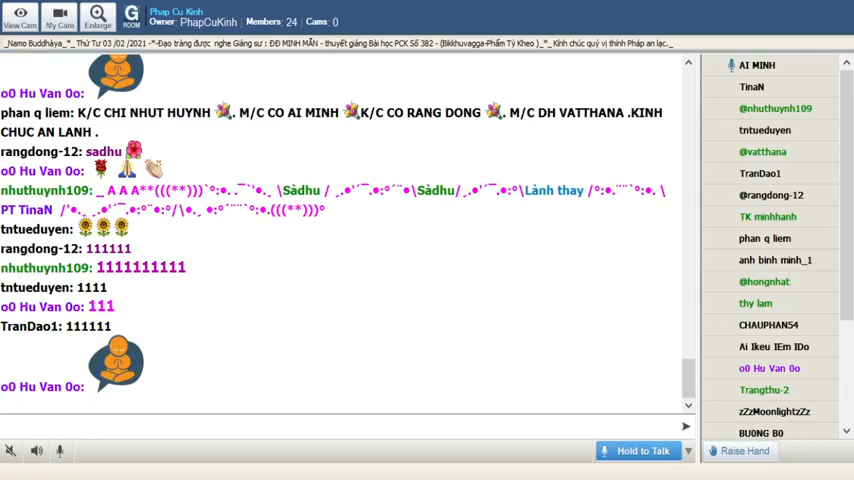 View Cam
My Cam
Enlarge
G
ROOM
Phap Cu Kinh
Owner: PhapCuKinh Members: 24 Cams: 0
_Namo Buddhàya_*_ Thứ Tư 03 /02 /2021 -*-Đạo tràng được nghe Giảng sư : ĐĐ MINH MẪN - thuyết giảng Bài học PCK Số 382 - (Bikkhuvagga-Phẩm Tỳ Kheo )_*_ Kính chúc quý vị thính Pháp an lạc._
o0 Hu Van 0o:
phan q liem: K/C CHI NHUT HUYNH . M/C CO AI MINH K/C CO RANG DONG . M/C DH VATTHANA .KINH
CHUC AN LANH .
rangdong-12: sadhu
o0 Hu Van 0o:
nhuthuynh109: _ A A A**(((**)))`°:•. .¯`'•.¸ \Sàdhu / ¸.•'´¯.•:°´¨•\Sàdhu/¸.•'´¯.•:°\Lành thay /°:•.¨¨`°:•. \
PT TinaN /'•.¸ ¸.•'´¯.•:°¨•:°/\•.¸ •:°´¨¨`°:•.(((**)))°
tntueduyen:
rangdong-12: 111111
nhuthuynh109: 1111111111
tntueduyen: 1111
o0 Hu Van 0o: 111
TranDao1: 111111
o0 Hu Van 0o:
Hold to Talk
AI MINH
TinaN
@nhuthuynh109
tntueduyen
@vatthana
TranDao1
@rangdong-12
TK minhhanh
phan q liem
anh binh minh_1
@hongnhat
thy lam
CHAUPHAN54
Ai Ikeu IEm IDo
o0 Hu Van 0o
Trangthu-2
zZzMoonlightzZz
BU0NG B0
Raise Hand